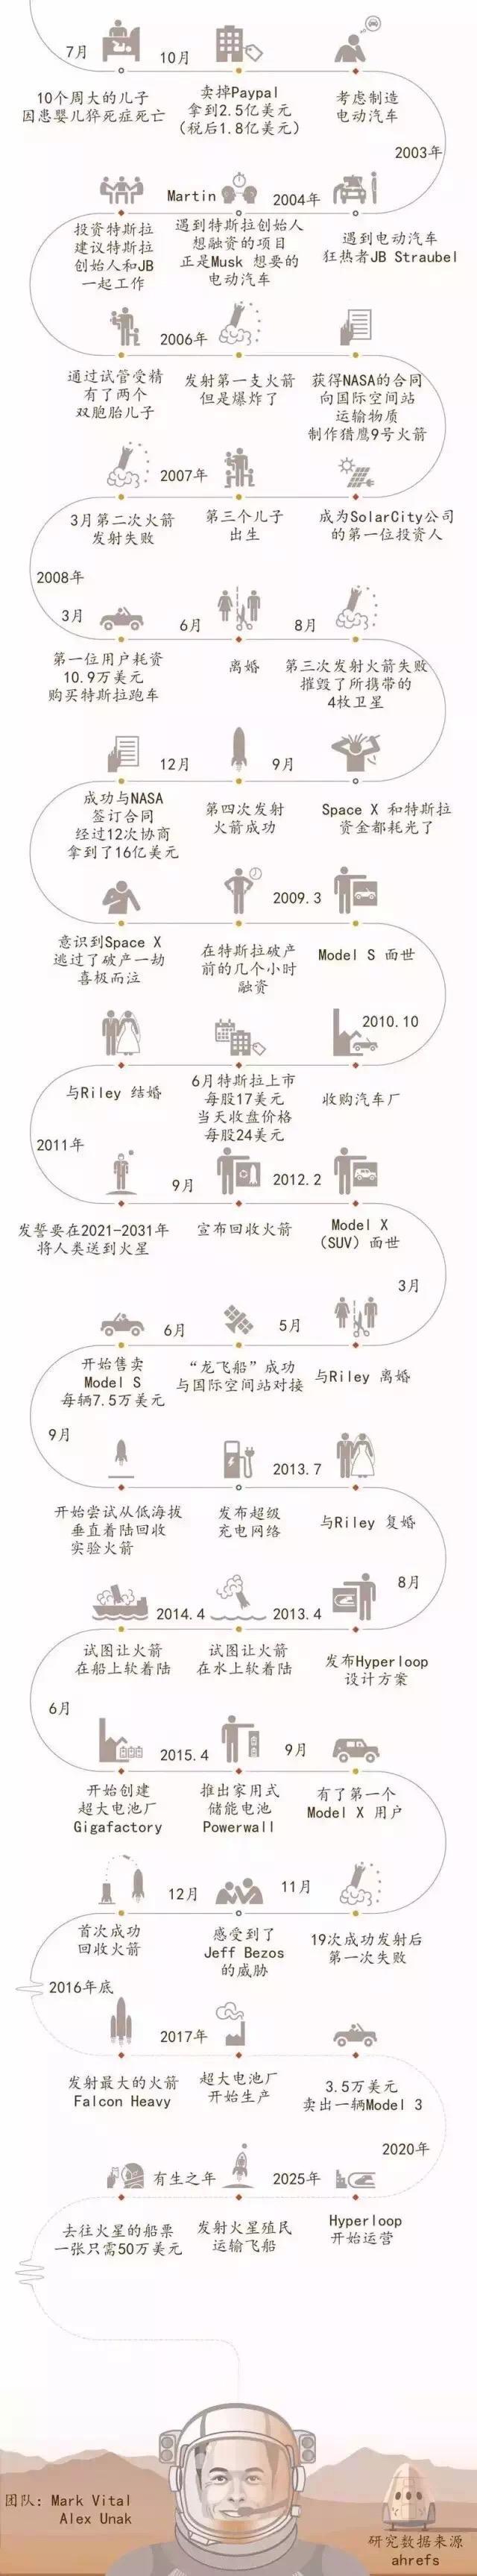 7月
10个周大的儿子
因患婴儿猝死症死亡
10月
卖掉Paypal
拿到2.5亿美元
（税后1.8亿美元）
考虑制造
电动汽车
2003年
遇到电动汽车
狂热者JB Straubel
2004年
Martin
遇到特斯拉创始人
想融资的项目
正是Musk 想要的
电动汽车
投资特斯拉
建议特斯拉
创始人和JB
一起工作
通过试管受精
有了两个
双胞胎儿子
2006年
发射第一支火箭
但是爆炸了
获得NASA的合同
向国际空间站
运输物质
制作猎鹰9号火箭
成为SolarCity公司
的第一位投资人
第三个儿子
出生
2007年
3月第二次火箭
发射失败
2008年
3月
第一位用户耗资
10.9万美元
购买特斯拉跑车
6月
离婚
8月
第三次发射火箭失败
摧毁了所携带的
4枚卫星
Space X 和特斯拉
资金都耗光了
9月
第四次发射
火箭成功
12月
成功与NASA
签订合同
经过12次协商
拿到了16亿美元
意识到Space X
逃过了破产一劫
喜极而泣
在特斯拉破产
前的几个小时
融资
2009.3
Model S 面世
2010.10
收购汽车厂
6月特斯拉上市
每股17美元
当天收盘价格
每股24美元
与Riley 结婚
2011年
发誓要在2021-2031年
将人类送到火星
9月
宣布回收火箭
2012.2
Model X
（SUV）面世
3月
与Riley 离婚
5月
“龙飞船”成功
与国际空间站对接
6月
开始售卖
Model S
每辆7.5万美元
9月
开始尝试从低海拔
垂直着陆回收
实验火箭
发布超级
充电网络
2013.7
与Riley 复婚
8月
发布Hyperloop
设计方案
2013.4
试图让火箭
在水上软着陆
2014.4
试图让火箭
在船上软着陆
6月
开始创建
超大电池厂
Gigafactory
2015.4
推出家用式
储能电池
Powerwall
9月
有了第一个
Model X 用户
19次成功发射后
第一次失败
11月
感受到了
Jeff Bezos
的威胁
12月
首次成功
回收火箭
2016年底
发射最大的火箭
Falcon Heavy
2017年
超大电池厂
开始生产
3.5万美元
卖出一辆Model 3
2020年
Hyperloop
开始运营
2025年
发射火星殖民
运输飞船
有生之年
去往火星的船票
一张只需50万美元
团队：Mark Vital
Alex Unak
研究数据来源
ahrefs